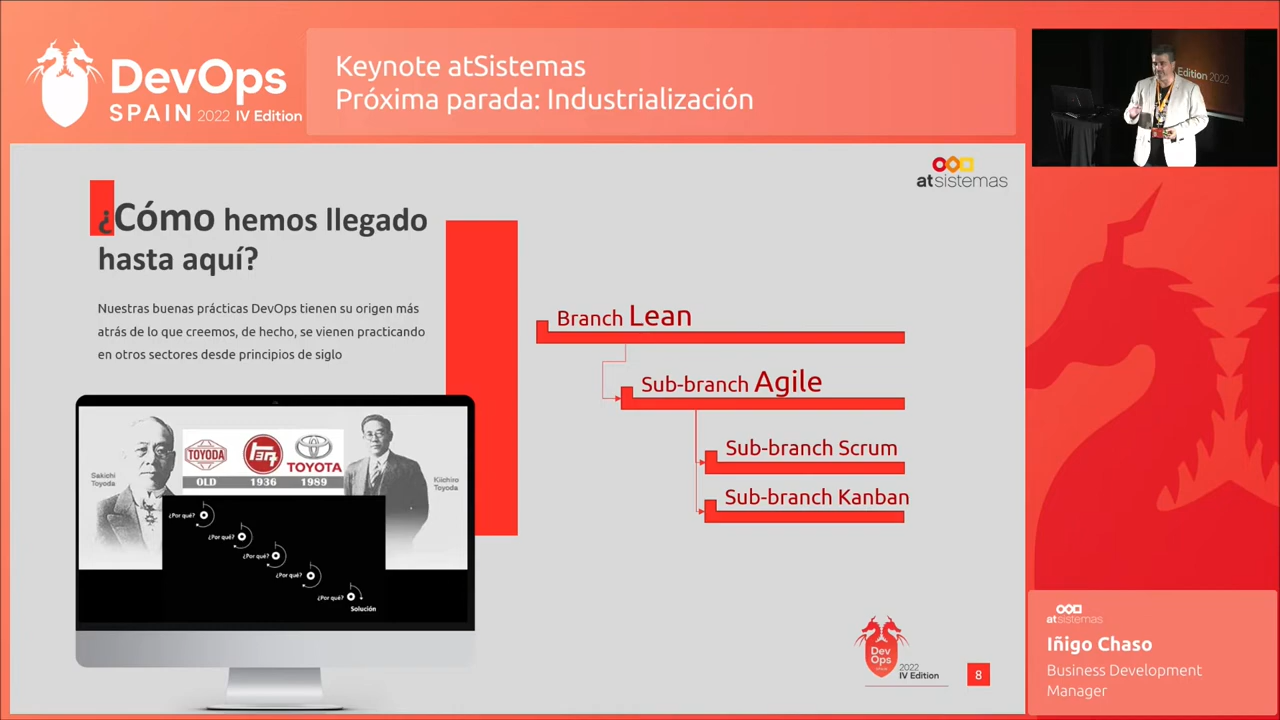 DevOps
SPAIN 2022 IV Edition
Keynote atSistemas
Próxima parada: Industrialización
Edition 2022
atsistemas
¿Cómo hemos llegado
hasta aquí?
Nuestras buenas prácticas DevOps tienen su origen más
atrás de lo que creemos, de hecho, se vienen practicando
en otros sectores desde principios de siglo
Branch Lean
Sub-branch Agile
Sub-branch Scrum
Sub-branch Kanban
Sakichi
Toyoda
TOYODA
TOYOTA
OLD
1936
1989
Kiichiro
Toyoda
¿Por qué?
¿Por qué?
¿Por qué?
¿Por qué?
¿Por qué?
Solución
Dev
Ops
2022
IV Edition
8
atsistemas
Iñigo Chaso
Business Development
Manager